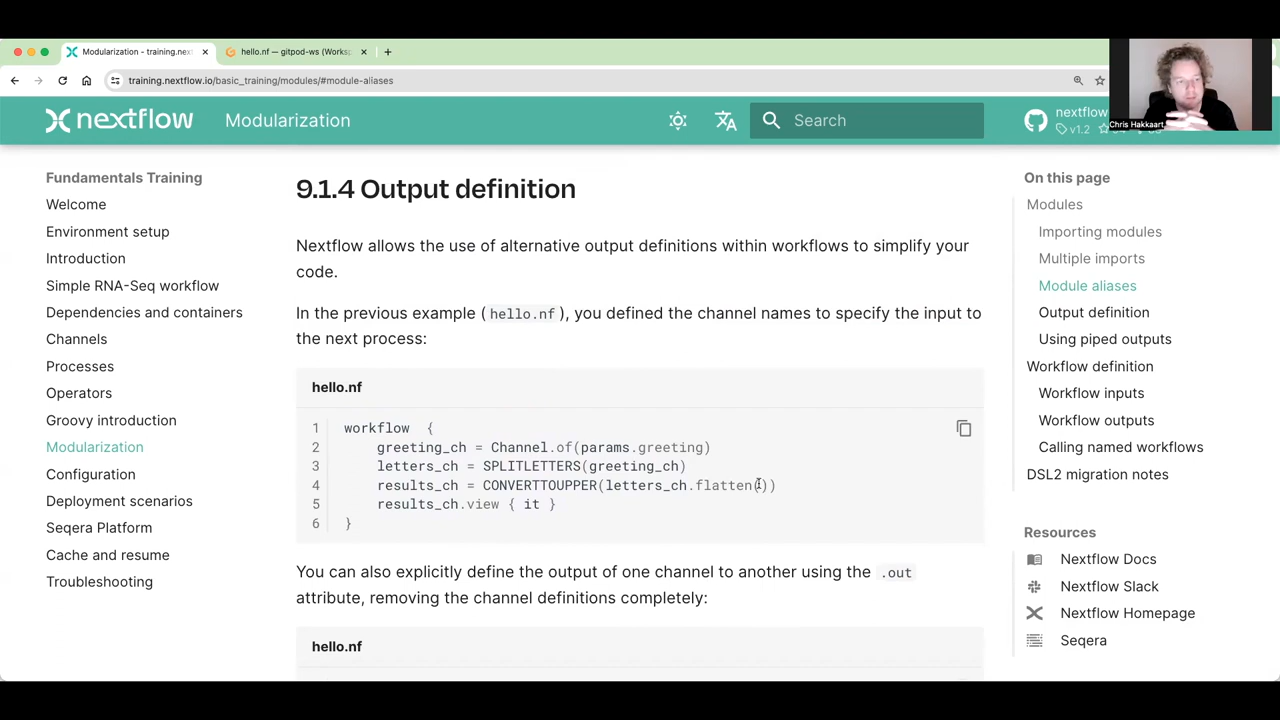 Modularization - training.nex
hello.nf — gitpod-ws (Works
training.nextflow.io/basic_training/modules/#module-aliases
nextflow
Modularization
Search
nextflow
v1.2
Chris Hakkaart
Fundamentals Training
Welcome
Environment setup
Introduction
Simple RNA-Seq workflow
Dependencies and containers
Channels
Processes
Operators
Groovy introduction
Modularization
Configuration
Deployment scenarios
Seqera Platform
Cache and resume
Troubleshooting
9.1.4 Output definition
Nextflow allows the use of alternative output definitions within workflows to simplify your
code.
In the previous example ( hello.nf ), you defined the channel names to specify the input to
the next process:
hello.nf
1 workflow {
2 greeting_ch = Channel.of(params.greeting)
3 letters_ch = SPLITLETTERS(greeting_ch)
4 results_ch = CONVERTTOUPPER(letters_ch.flatten())
5 results_ch.view { it }
6 }
You can also explicitly define the output of one channel to another using the .out
attribute, removing the channel definitions completely:
hello.nf
On this page
Modules
Importing modules
Multiple imports
Module aliases
Output definition
Using piped outputs
Workflow definition
Workflow inputs
Workflow outputs
Calling named workflows
DSL2 migration notes
Resources
Nextflow Docs
Nextflow Slack
Nextflow Homepage
Seqera